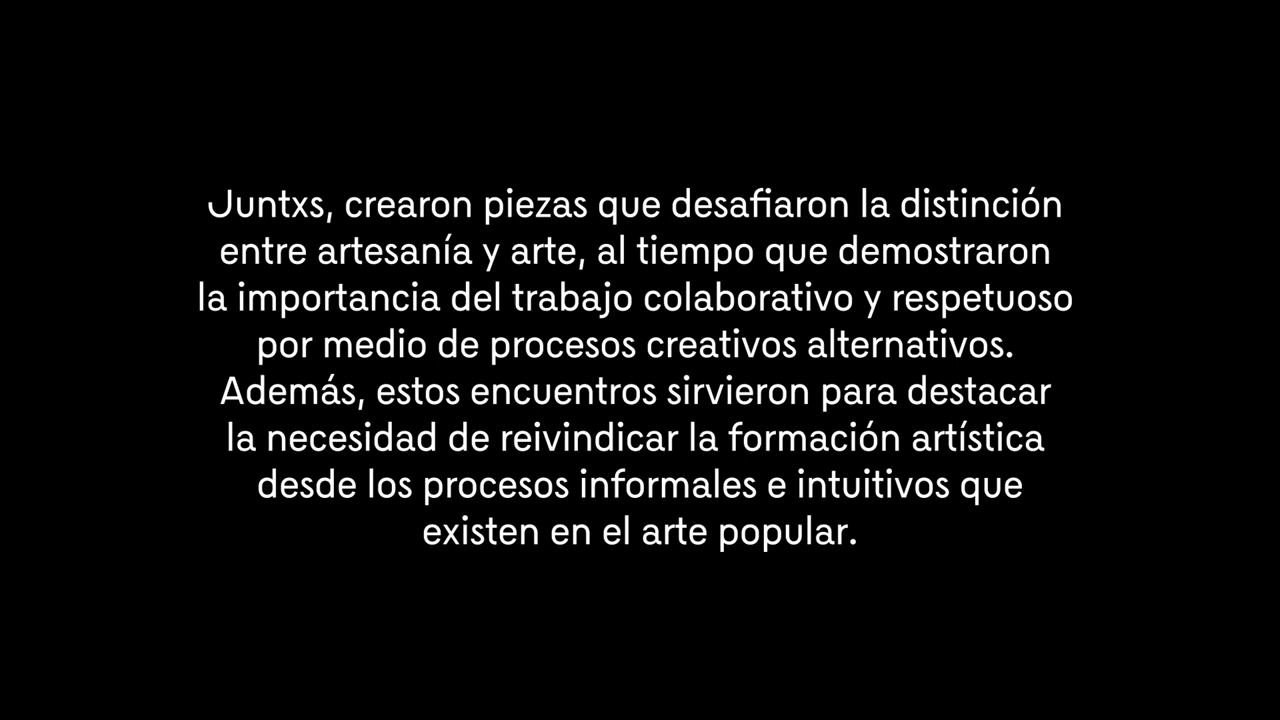 Juntxs, crearon piezas que desafiaron la distinción
entre artesanía y arte, al tiempo que demostraron
la importancia del trabajo colaborativo y respetuoso
por medio de procesos creativos alternativos.
Además, estos encuentros sirvieron para destacar
la necesidad de reivindicar la formación artística
desde los procesos informales e intuitivos que
existen en el arte popular.